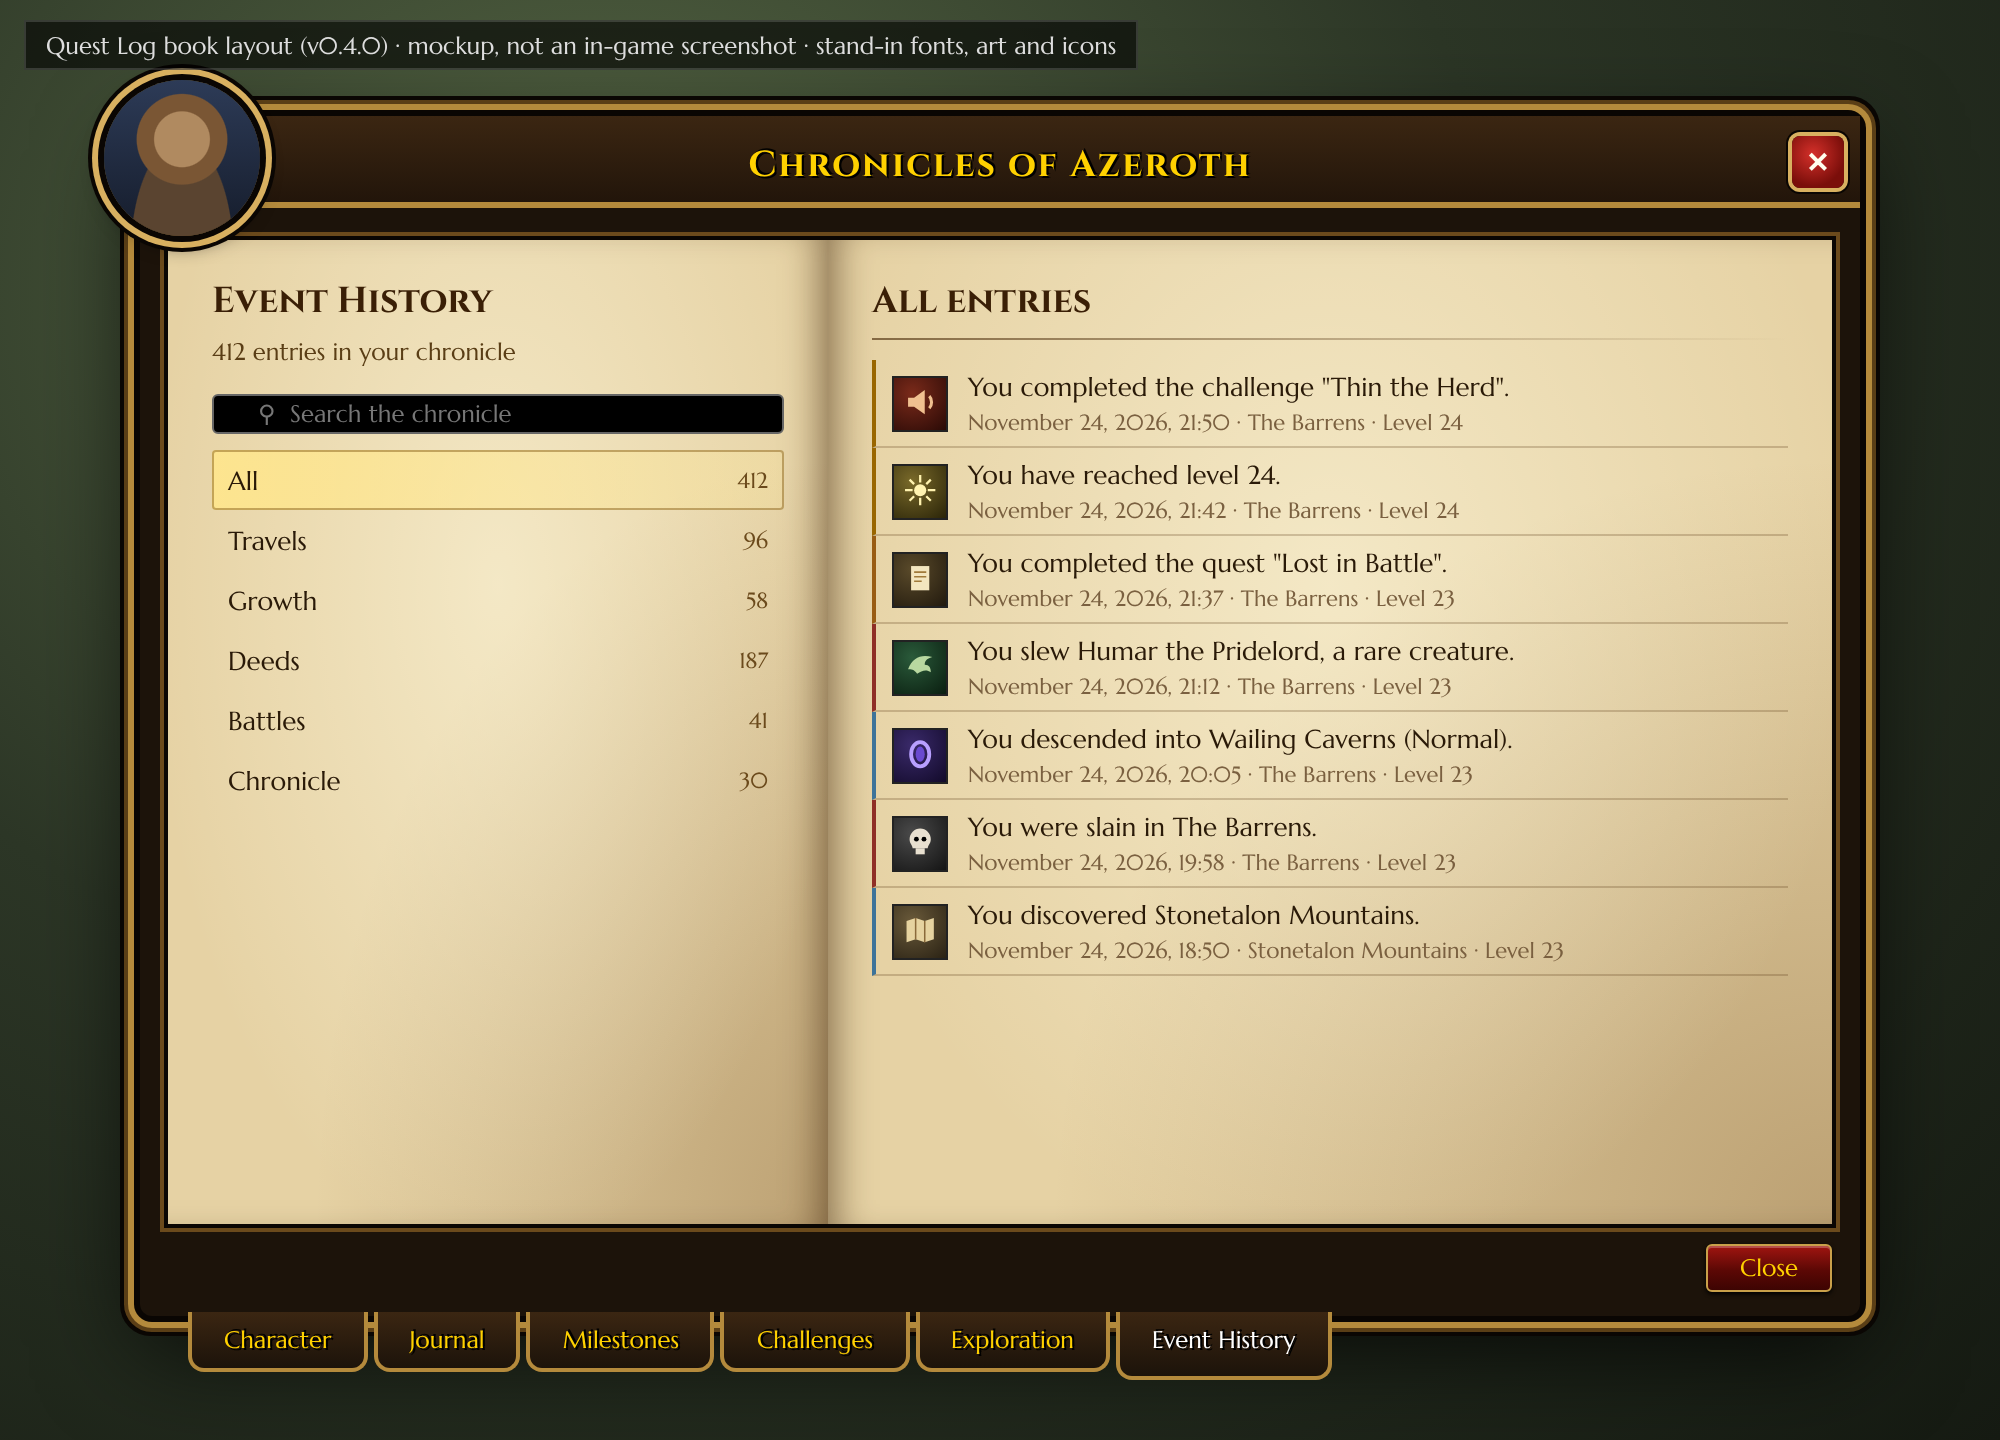 Quest Log book layout (v0.4.0) · mockup, not an in-game screenshot · stand-in fonts, art and icons
Chronicles of Azeroth
Event History
412 entries in your chronicle
Search the chronicle
All 412
Travels 96
Growth 58
Deeds 187
Battles 41
Chronicle 30
All entries
You completed the challenge "Thin the Herd".
November 24, 2026, 21:50 · The Barrens · Level 24
You have reached level 24.
November 24, 2026, 21:42 · The Barrens · Level 24
You completed the quest "Lost in Battle".
November 24, 2026, 21:37 · The Barrens · Level 23
You slew Humar the Pridelord, a rare creature.
November 24, 2026, 21:12 · The Barrens · Level 23
You descended into Wailing Caverns (Normal).
November 24, 2026, 20:05 · The Barrens · Level 23
You were slain in The Barrens.
November 24, 2026, 19:58 · The Barrens · Level 23
You discovered Stonetalon Mountains.
November 24, 2026, 18:50 · Stonetalon Mountains · Level 23
Close
Character Journal Milestones Challenges Exploration Event History